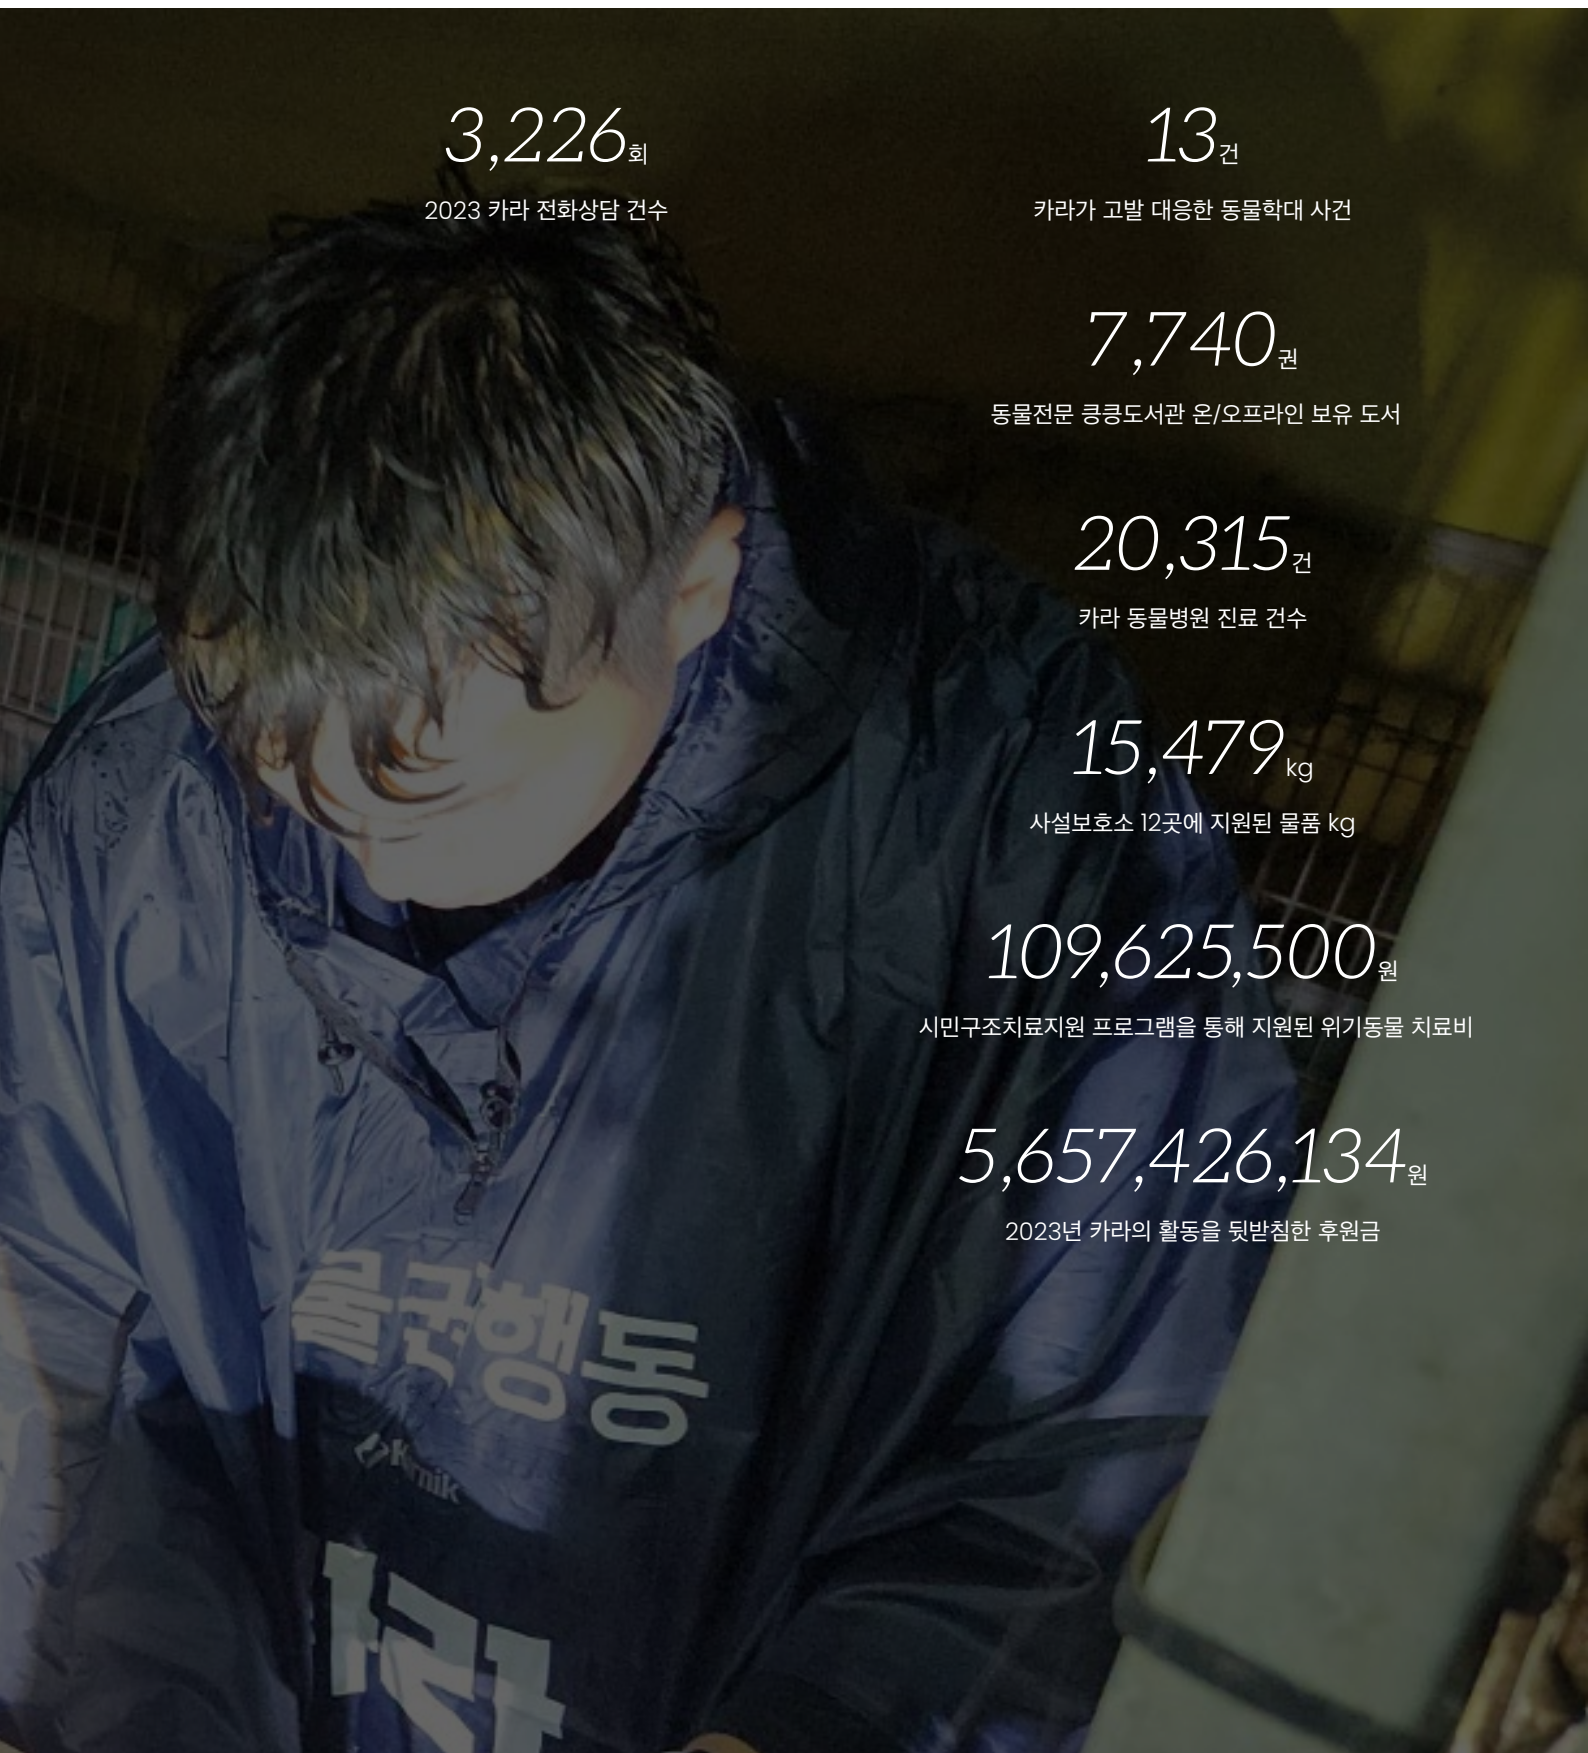 3,226회
2023 카라 전화상담 건수
13건
카라가 고발 대응한 동물학대 사건
7,740권
동물전문 킁킁도서관 온/오프라인 보유 도서
20,315건
카라 동물병원 진료 건수
15,479kg
사설보호소 12곳에 지원된 물품 kg
109,625,500원
시민구조치료지원 프로그램을 통해 지원된 위기동물 치료비
5,657,426,134원
2023년 카라의 활동을 뒷받침한 후원금
물권행동